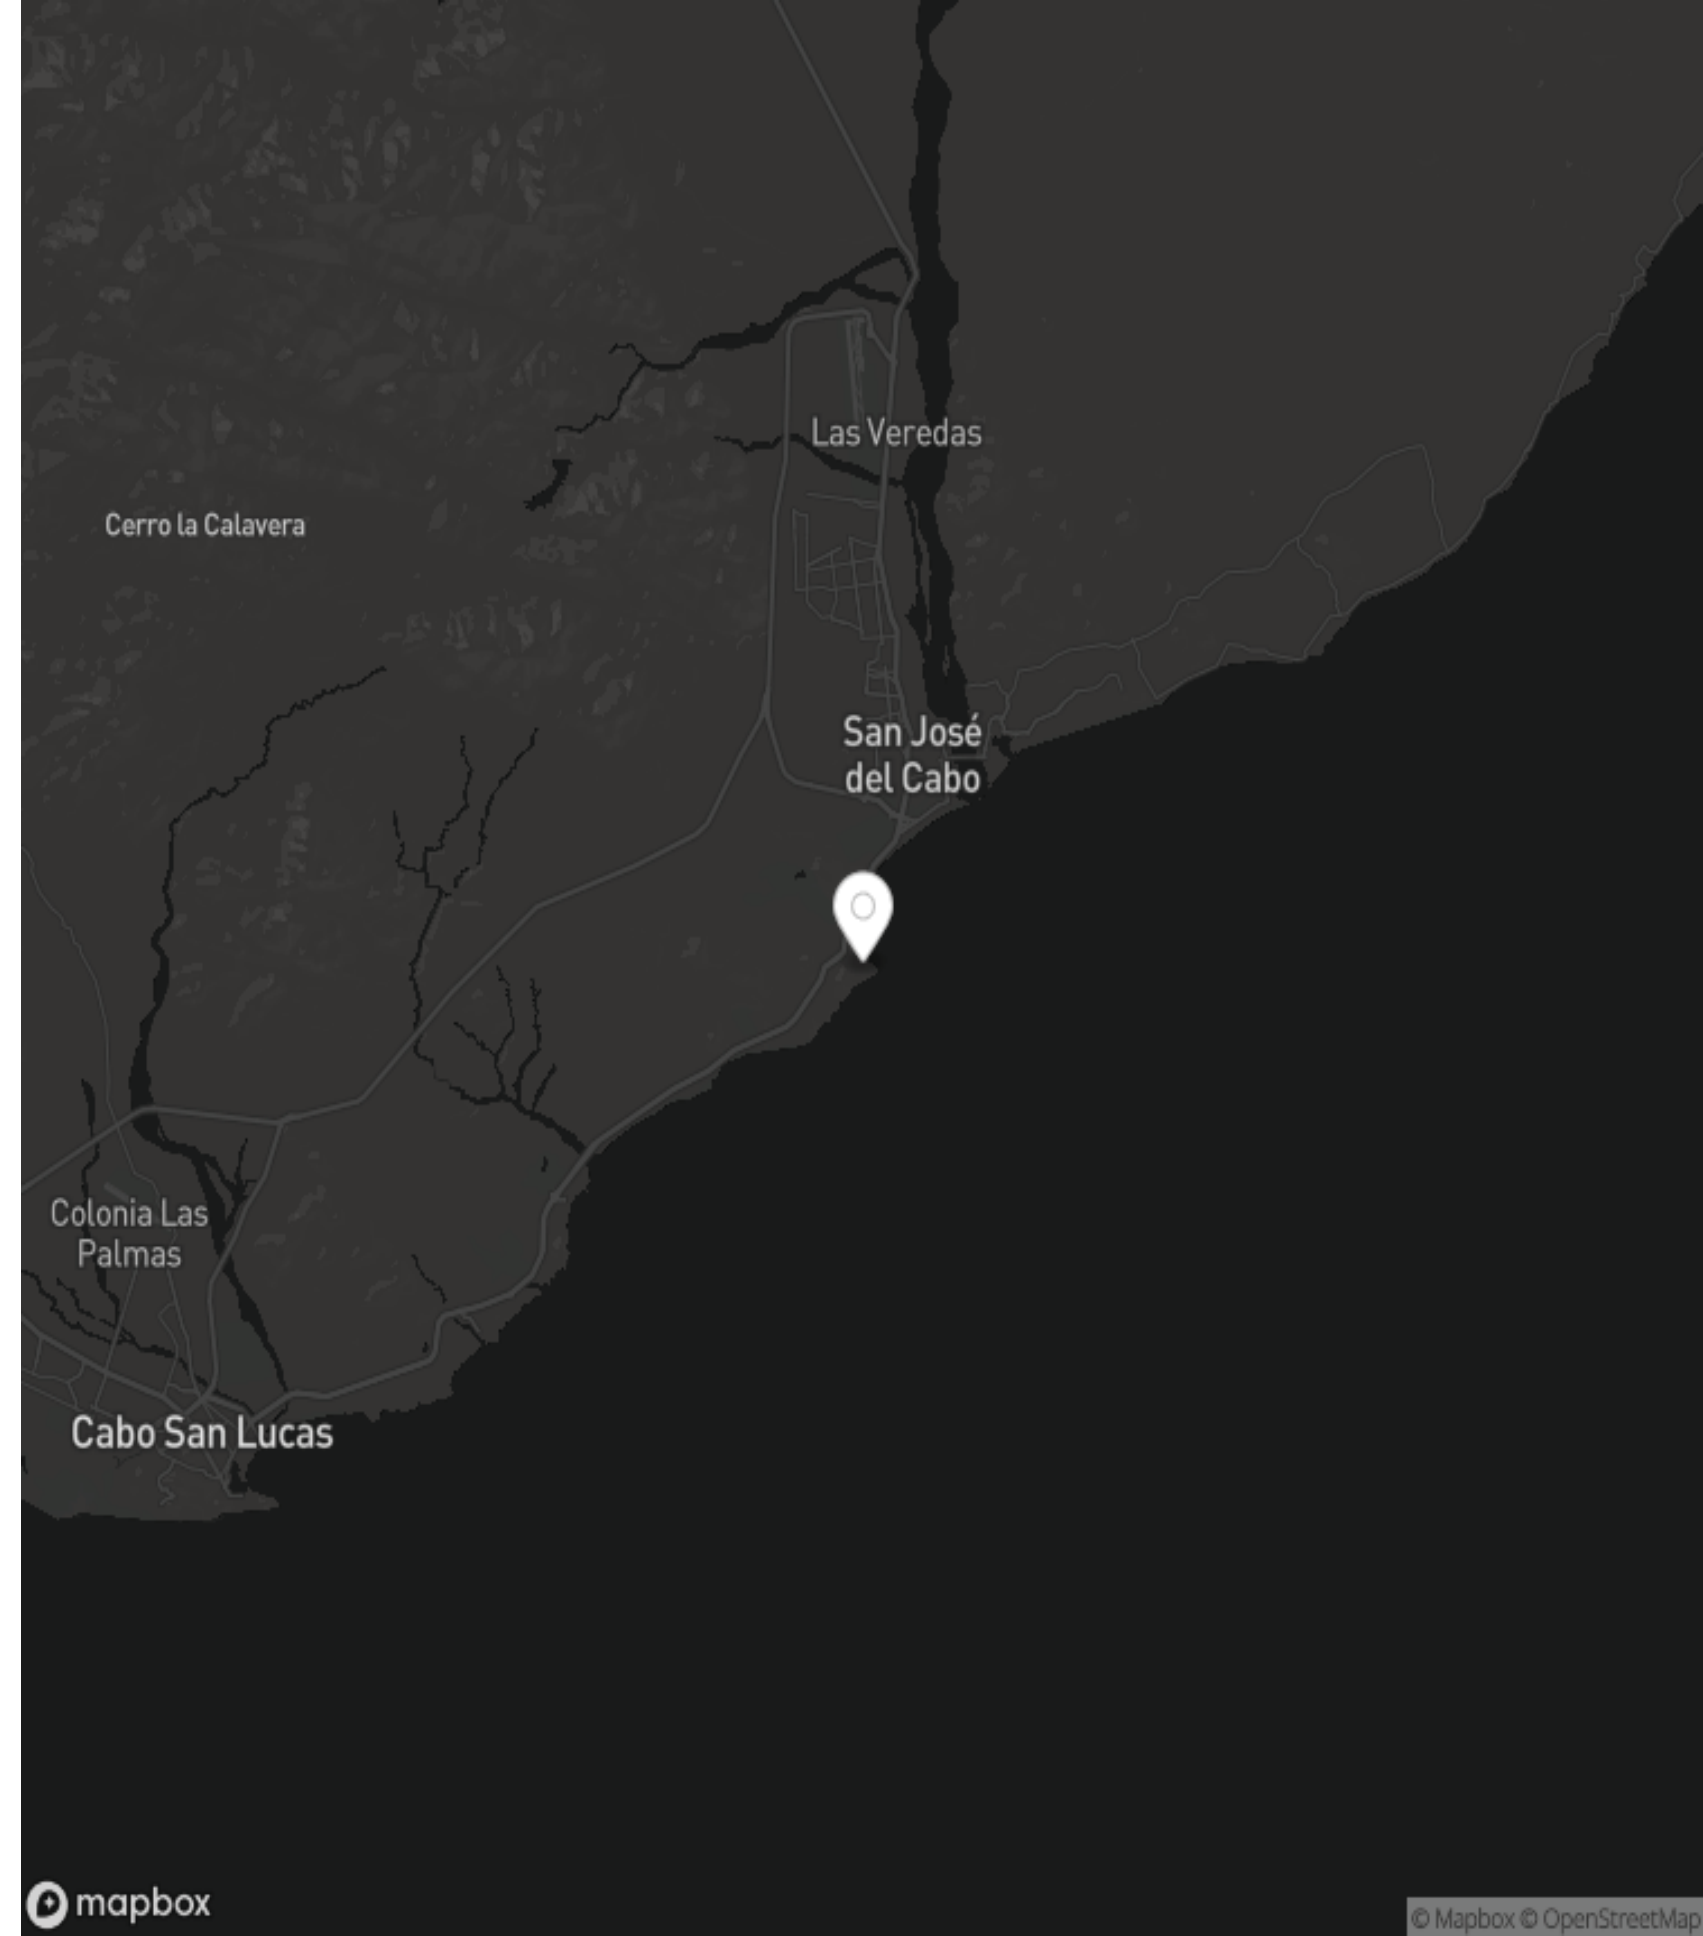 Las Veredas
Cerro la Calavera
San José
del Cabo
Colonia Las
Palmas
Cabo San Lucas
mapbox
© Mapbox © OpenStreetMap